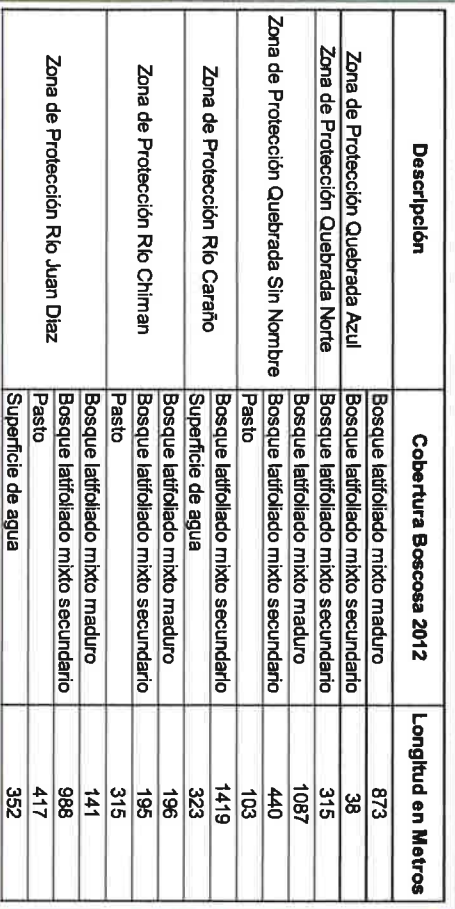 Descripción Cobertura Boscosa 2012 Longitud en Metros
Zona de Protección Quebrada Azul Bosque latifoliado mixto maduro 873
Bosque latifoliado mixto secundario 38
Zona de Protección Quebrada Norte Bosque latifoliado mixto secundario 315
Zona de Protección Quebrada Sin Nombre Bosque latifoliado mixto maduro 1087
Bosque latifoliado mixto secundario 440
Pasto 103
Zona de Protección Río Caraño Bosque latifoliado mixto secundario 1419
Superficie de agua 323
Zona de Protección Río Chiman Bosque latifoliado mixto maduro 196
Bosque latifoliado mixto secundario 195
Pasto 315
Zona de Protección Río Juan Diaz Bosque latifoliado mixto maduro 141
Bosque latifoliado mixto secundario 988
Pasto 417
Superficie de agua 352